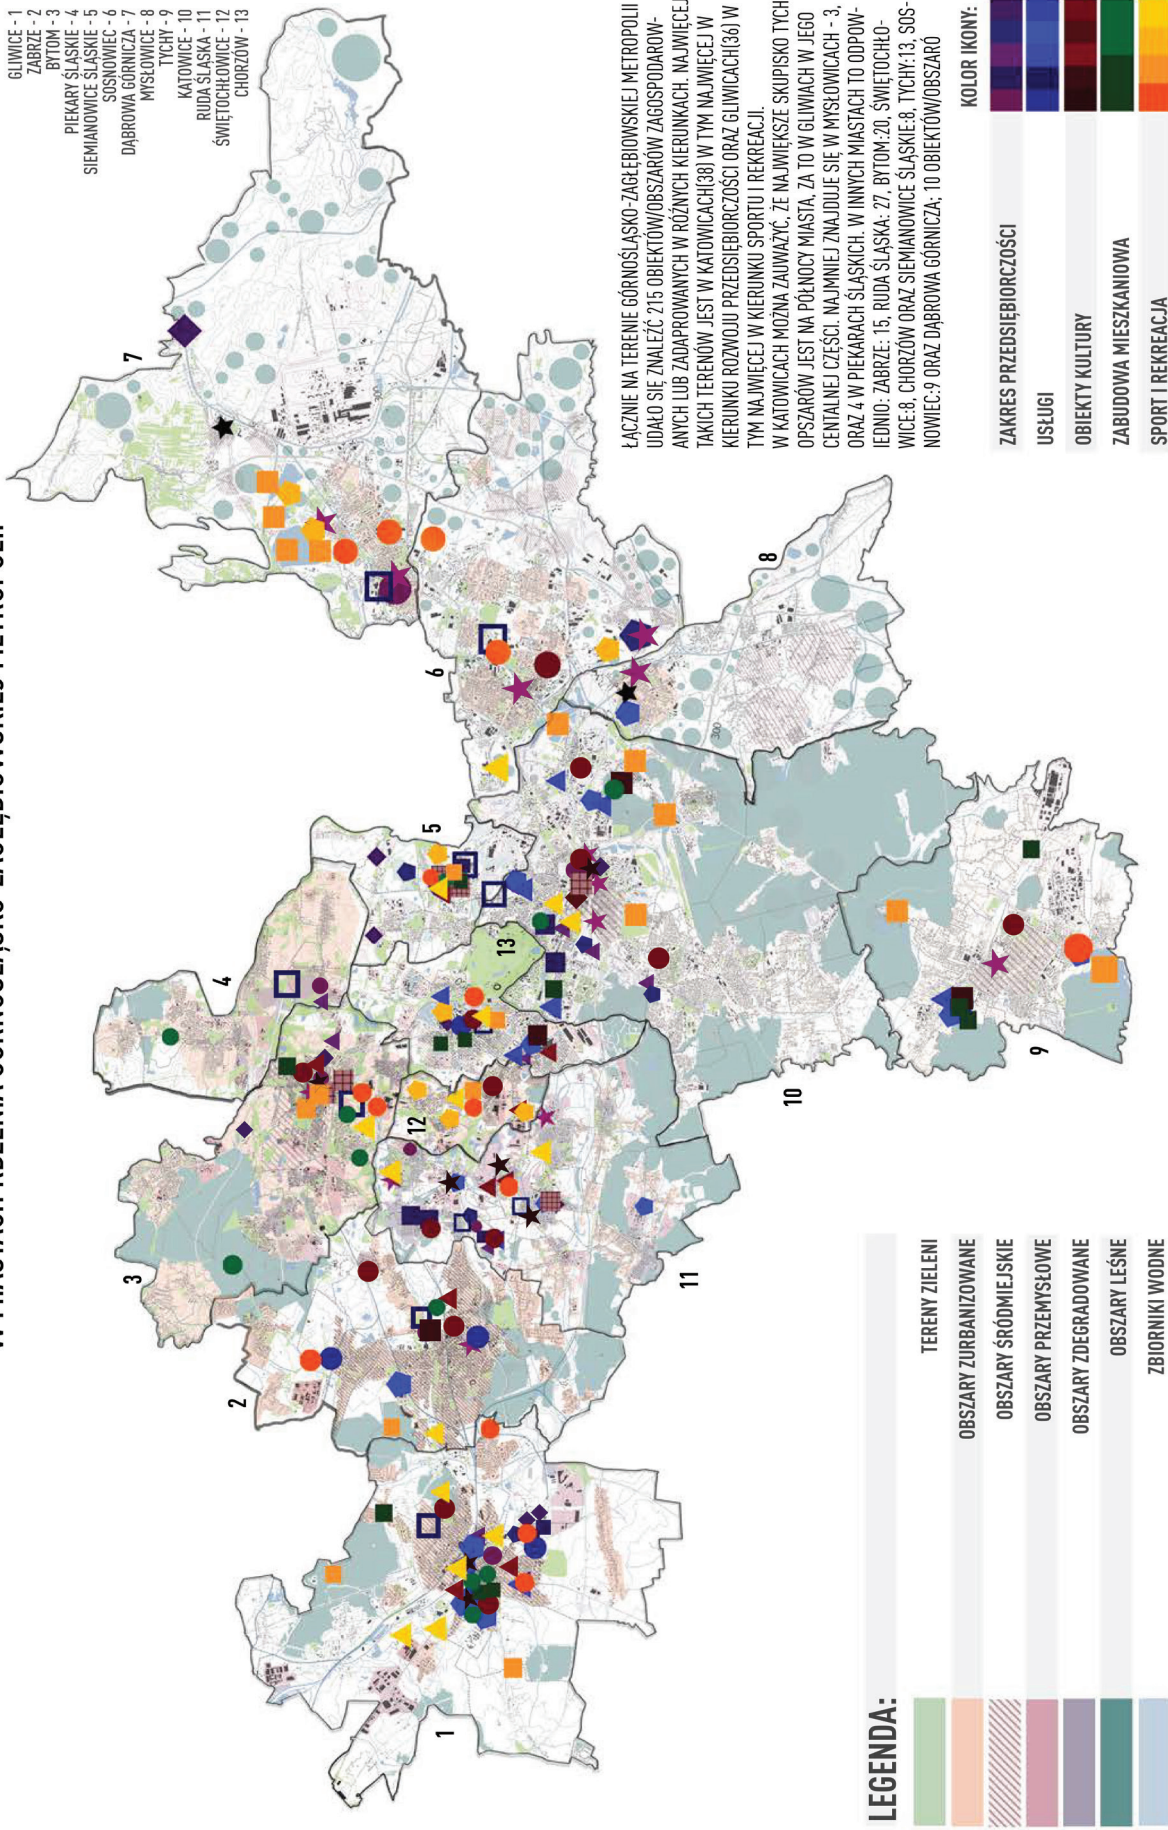 W MIASTACH RDZENIA GÓRNOŚLĄSKO-ZAGŁĘBIOWSKIEJ METROPOLII
GLIWICE - 1
ZABRZE - 2
BYTOM - 3
PIEKARY ŚLĄSKIE - 4
SIEMIANOWICE ŚLĄSKIE - 5
SOSNOWIEC - 6
DĄBROWA GÓRNICZA - 7
MYSŁOWICE - 8
TYCHY - 9
KATOWICE - 10
RUDA ŚLĄSKA - 11
ŚWIĘTOCHŁOWICE - 12
CHORZÓW - 13
1
2
3
4
5
6
7
8
9
10
11
12
13
300
ŁĄCZNIE NA TERENIE GÓRNOŚLĄSKO-ZAGŁĘBIOWSKIEJ METROPOLII
UDAŁO SIĘ ZNALEŹĆ 215 OBIEKTÓW/OBSZARÓW ZAGOSPODAROW-
ANYCH LUB ZADAPROWANYCH W RÓŻNYCH KIERUNKACH. NAJWIĘCEJ
TAKICH TERENÓW JEST W KATOWICACH(38) W TYM NAJWIĘCEJ W
KIERUNKU ROZWOJU PRZEDSIĘBIORCZOŚCI ORAZ GLIWICACH(36) W
TYM NAJWIĘCEJ W KIERUNKU SPORTU I REKREACJI.
W KATOWICACH MOŻNA ZAUWAŻYĆ, ŻE NAJWIĘKSZE SKUPISKO TYCH
OPSZARÓW JEST NA PÓŁNOCY MIASTA, ZA TO W GLIWIACH W JEGO
CENTALNEJ CZĘŚCI. NAJMNIEJ ZNAJDUJE SIĘ W MYSŁOWICACH - 3,
ORAZ 4 W PIEKARACH ŚLĄSKICH. W INNYCH MIASTACH TO ODPOW-
IEDNIO: ZABRZE: 15, RUDA ŚLĄSKA: 27, BYTOM:20, ŚWIĘTOCHŁO-
WICE:8, CHORZÓW ORAZ SIEMIANOWICE ŚLĄSKIE:8, TYCHY:13, SOS-
NOWIEC:9 ORAZ DĄBROWA GÓRNICZA; 10 OBIEKTÓW/OBSZARÓ
KOLOR IKONY:
ZAKRES PRZEDSIĘBIORCZOŚCI
USŁUGI
OBIEKTY KULTURY
ZABUDOWA MIESZKANIOWA
SPORT I REKREACJA
LEGENDA:
TERENY ZIELENI
OBSZARY ZURBANIZOWANE
OBSZARY ŚRÓDMIEJSKIE
OBSZARY PRZEMYSŁOWE
OBSZARY ZDEGRADOWANE
OBSZARY LEŚNE
ZBIORNIKI WODNE